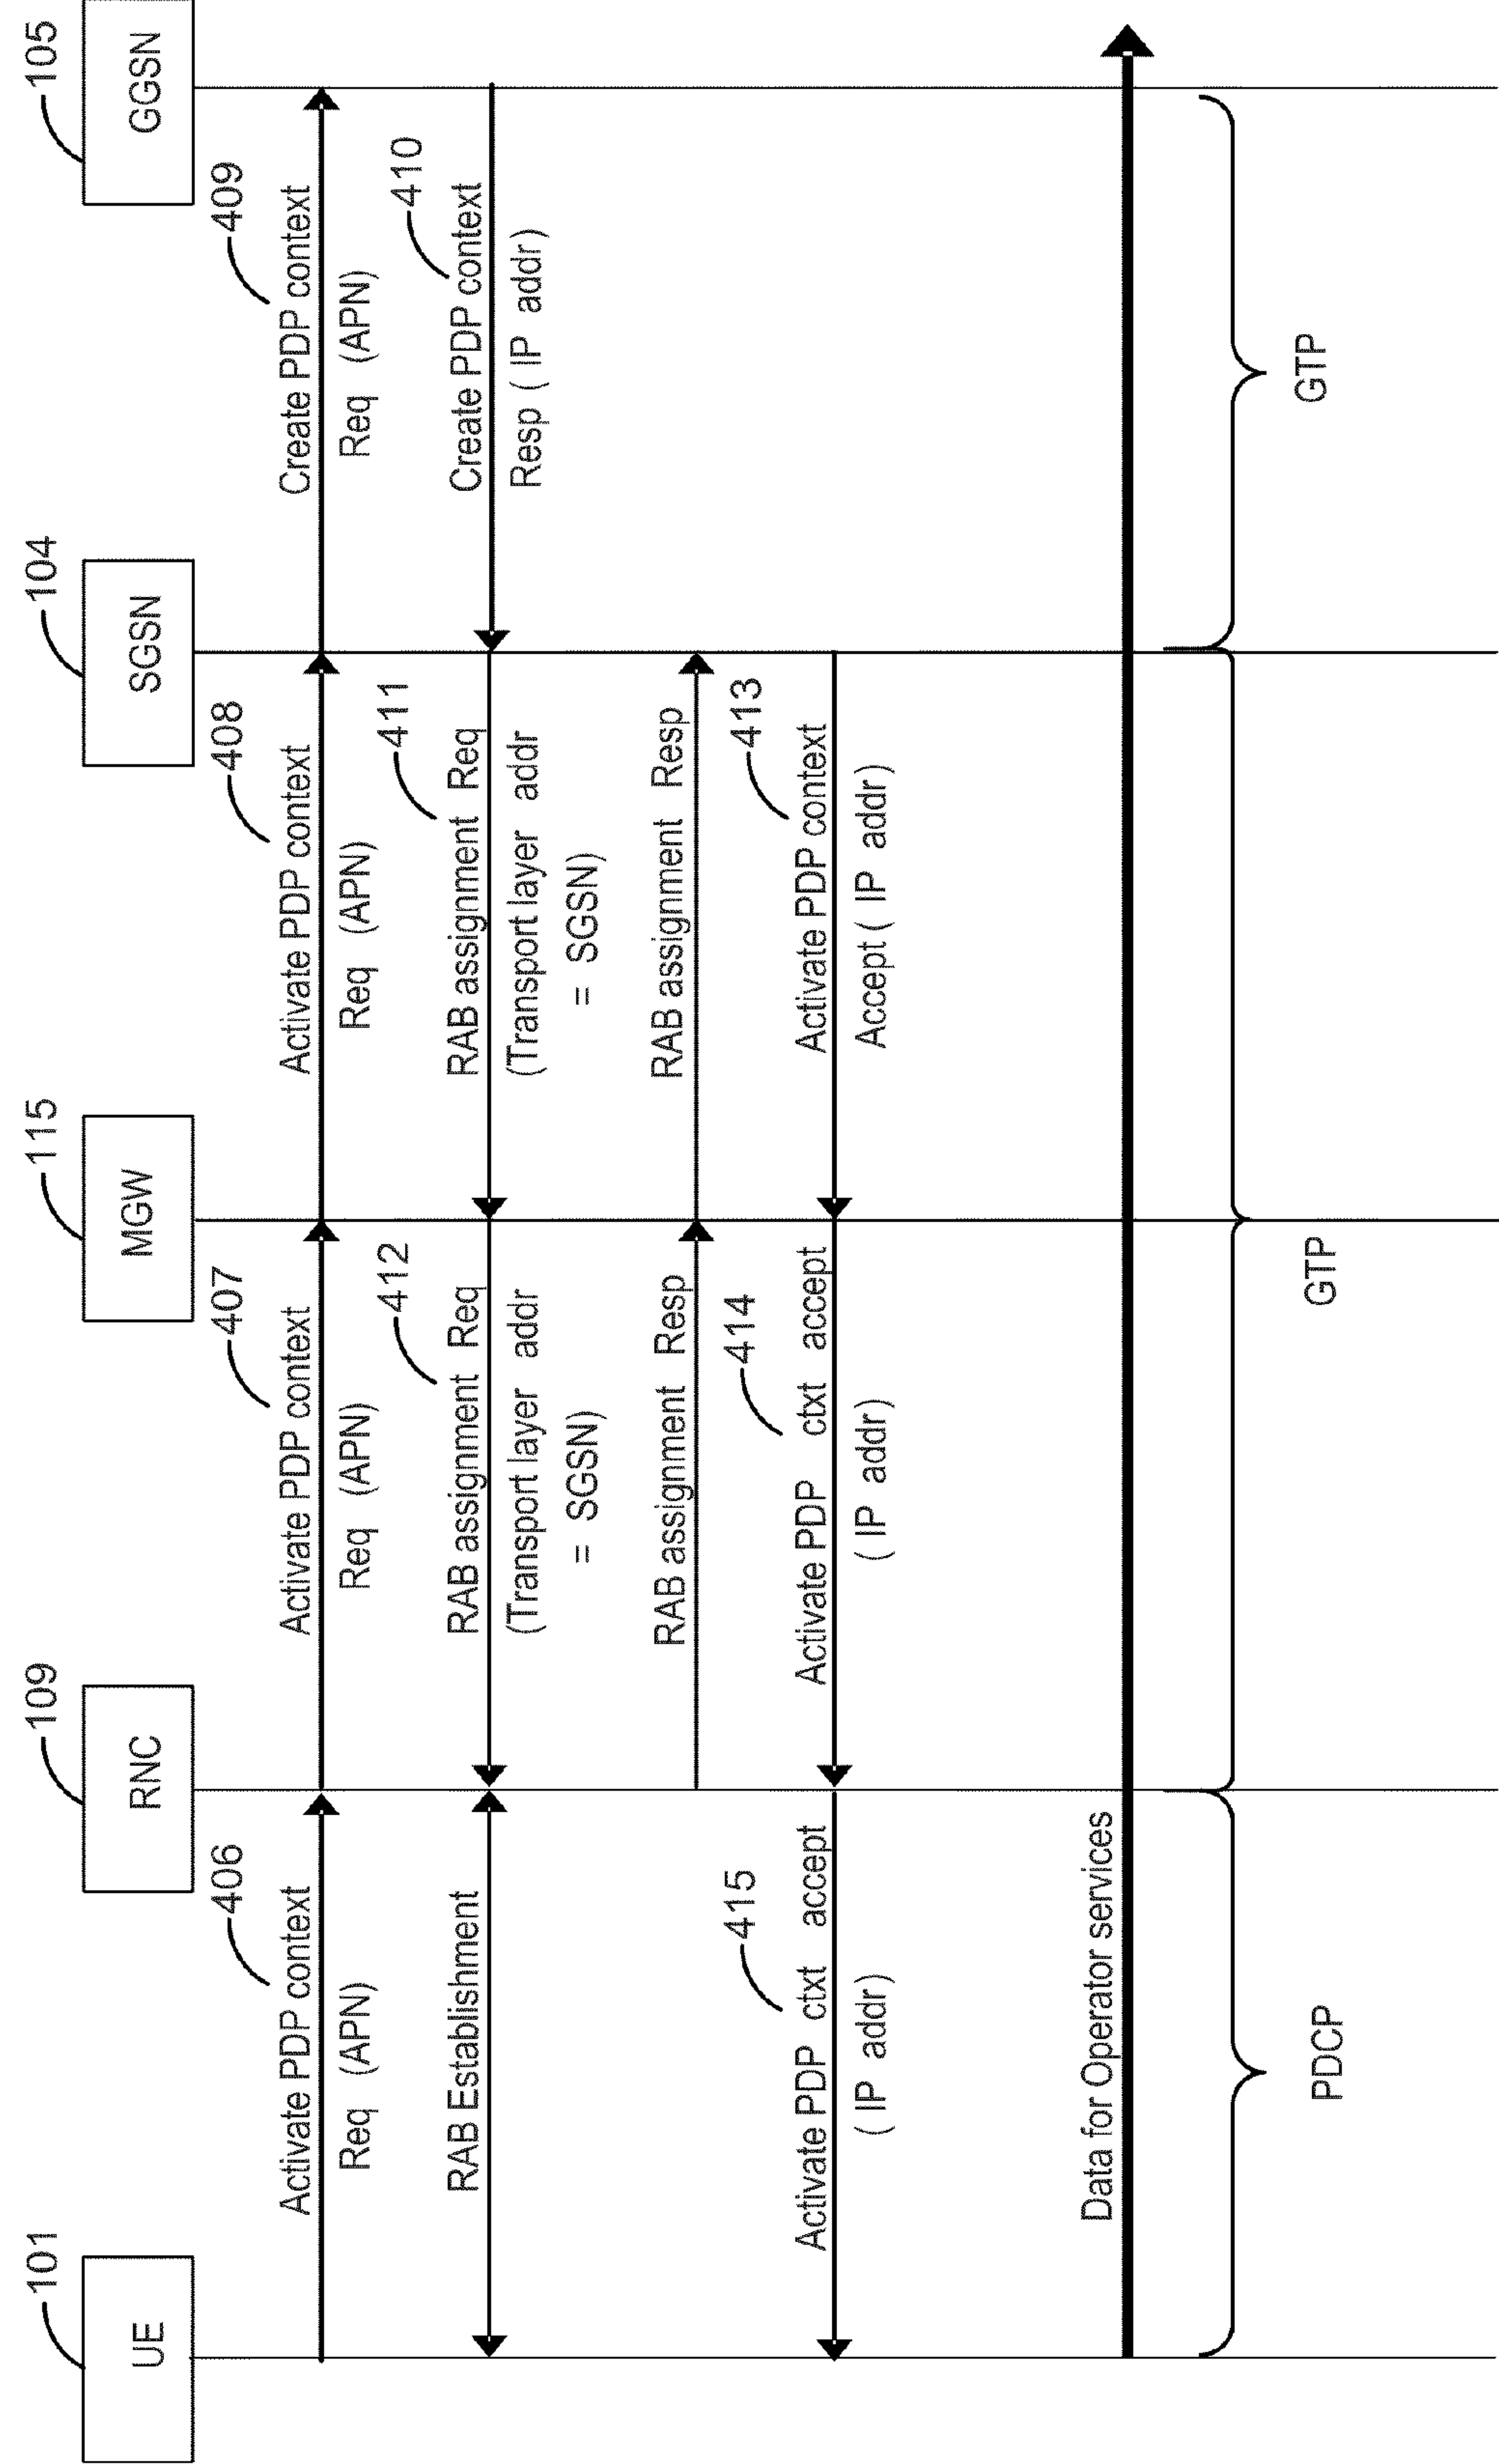 101
109
115
104
105
UE
RNC
MGW
SGSN
GGSN
406
407
408
409
Activate PDP context
Req (APN)
Activate PDP context
Req (APN)
Activate PDP context
Req (APN)
Create PDP context
Req (APN)
412
411
410
RAB Establishment
RAB assignment Req
(Transport layer addr
= SGSN)
RAB assignment Req
(Transport layer addr
= SGSN)
Create PDP context
Resp ( IP addr)
RAB assignment Resp
RAB assignment Resp
415
414
413
Activate PDP ctxt accept
( IP addr)
Activate PDP ctxt accept
( IP addr)
Activate PDP context
Accept ( IP addr)
Data for Operator services
PDCP
GTP
GTP